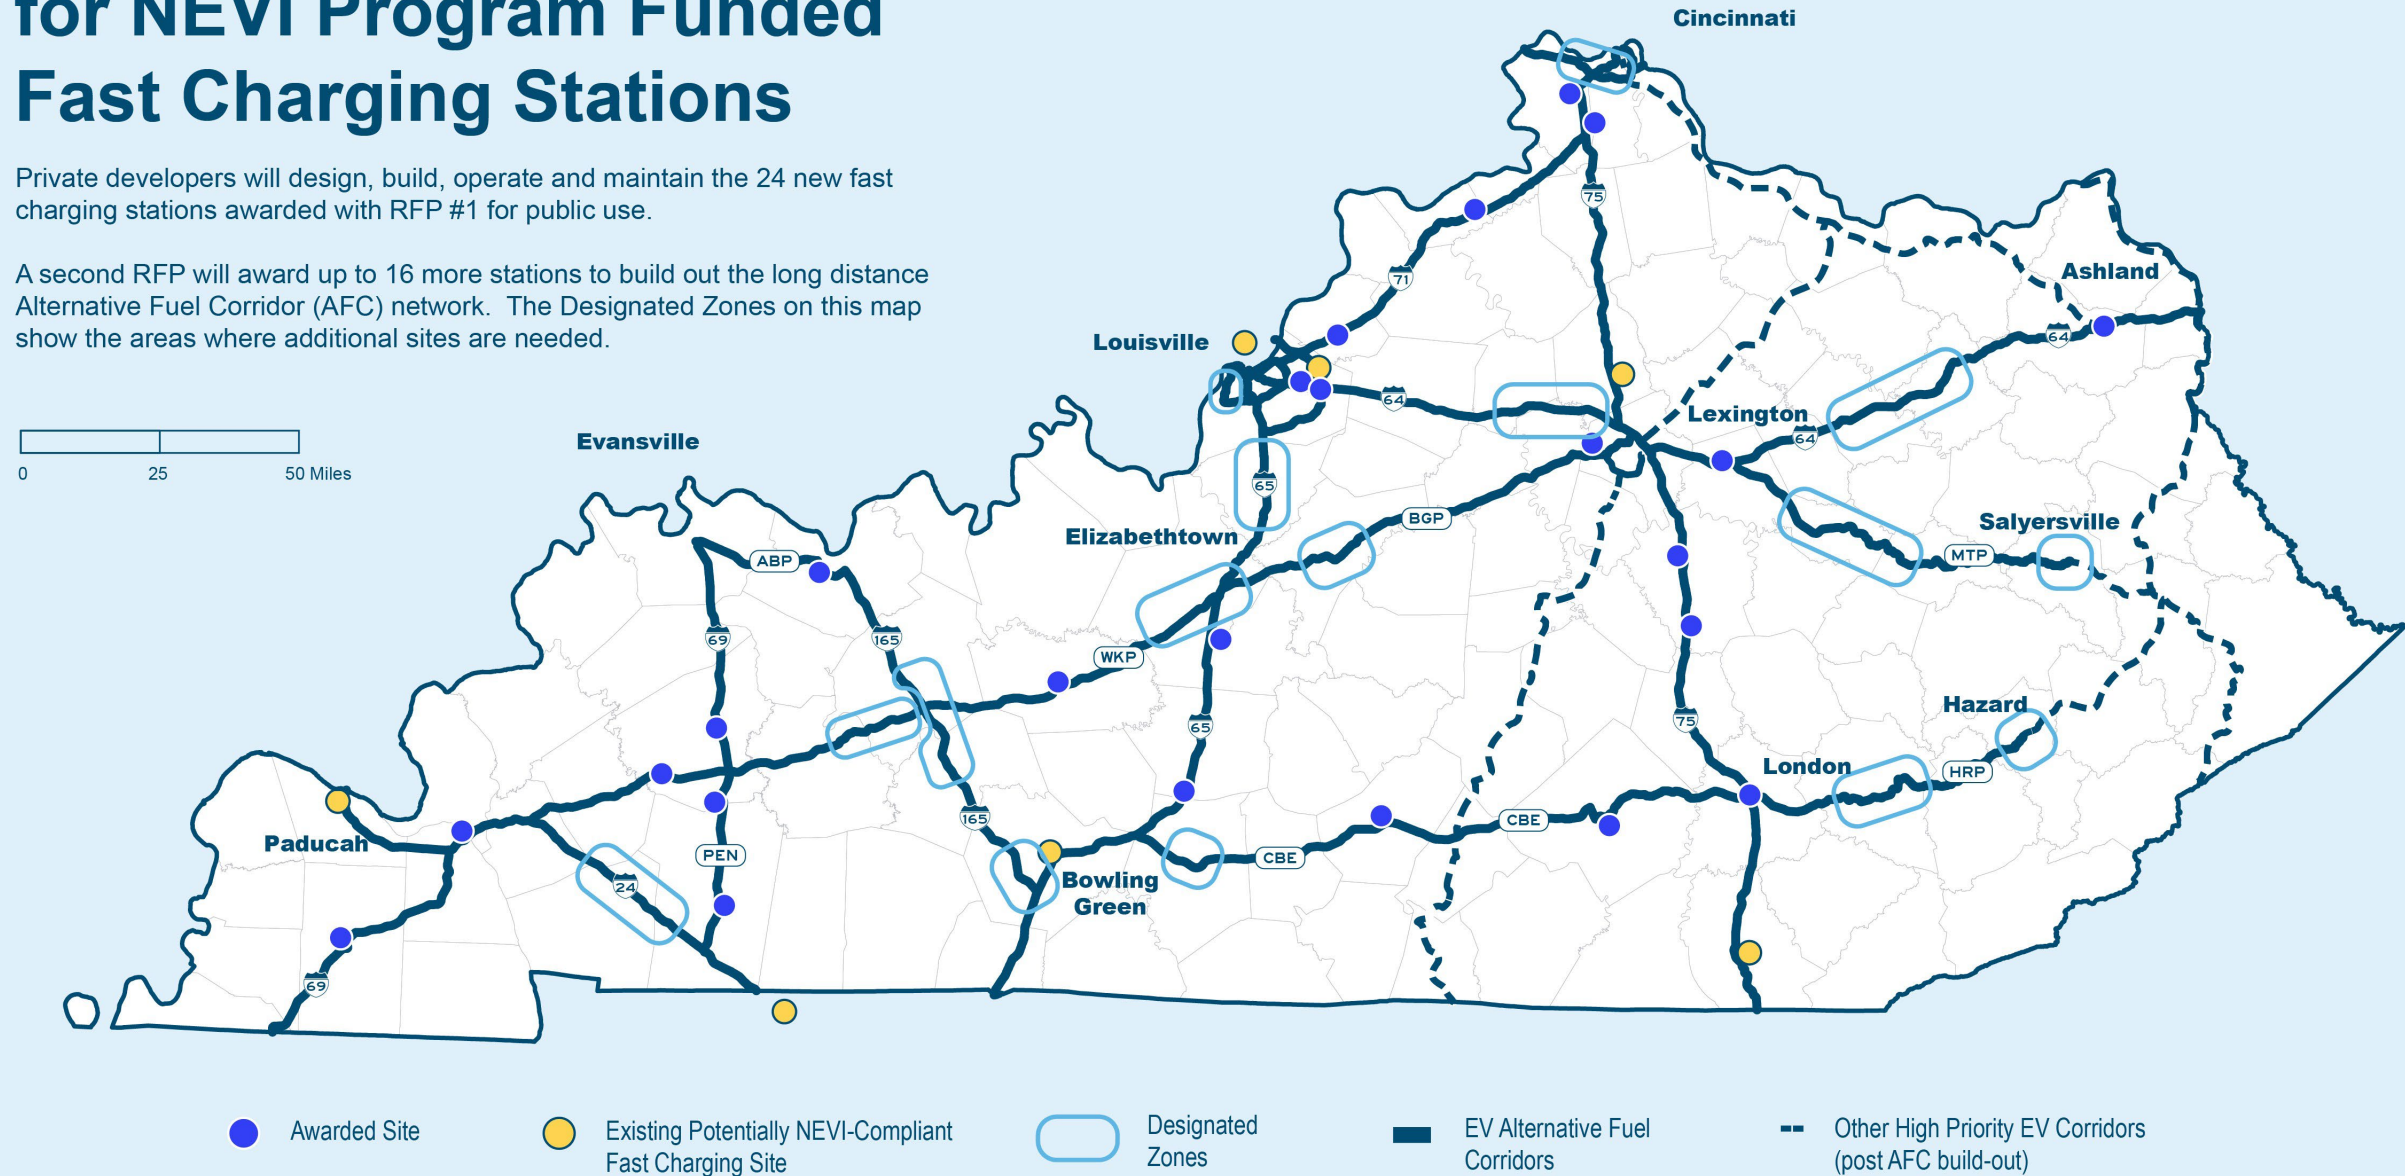 for NEVI Program Funded
Fast Charging Stations
Private developers will design, build, operate and maintain the 24 new fast
charging stations awarded with RFP #1 for public use.
A second RFP will award up to 16 more stations to build out the long distance
Alternative Fuel Corridor (AFC) network.  The Designated Zones on this map
show the areas where additional sites are needed.
0 25 50 Miles
Cincinnati
75
71
Ashland
64
Louisville
64
Lexington
64
Evansville
65
BGP
Salyersville
Elizabethtown
MTP
ABP
69
165
WKP
Hazard
65
75
London
HRP
165
CBE
Paducah
PEN
CBE
24
Bowling
Green
69
Awarded Site
Existing Potentially NEVI-Compliant
Fast Charging Site
Designated
Zones
EV Alternative Fuel
Corridors
Other High Priority EV Corridors
(post AFC build-out)